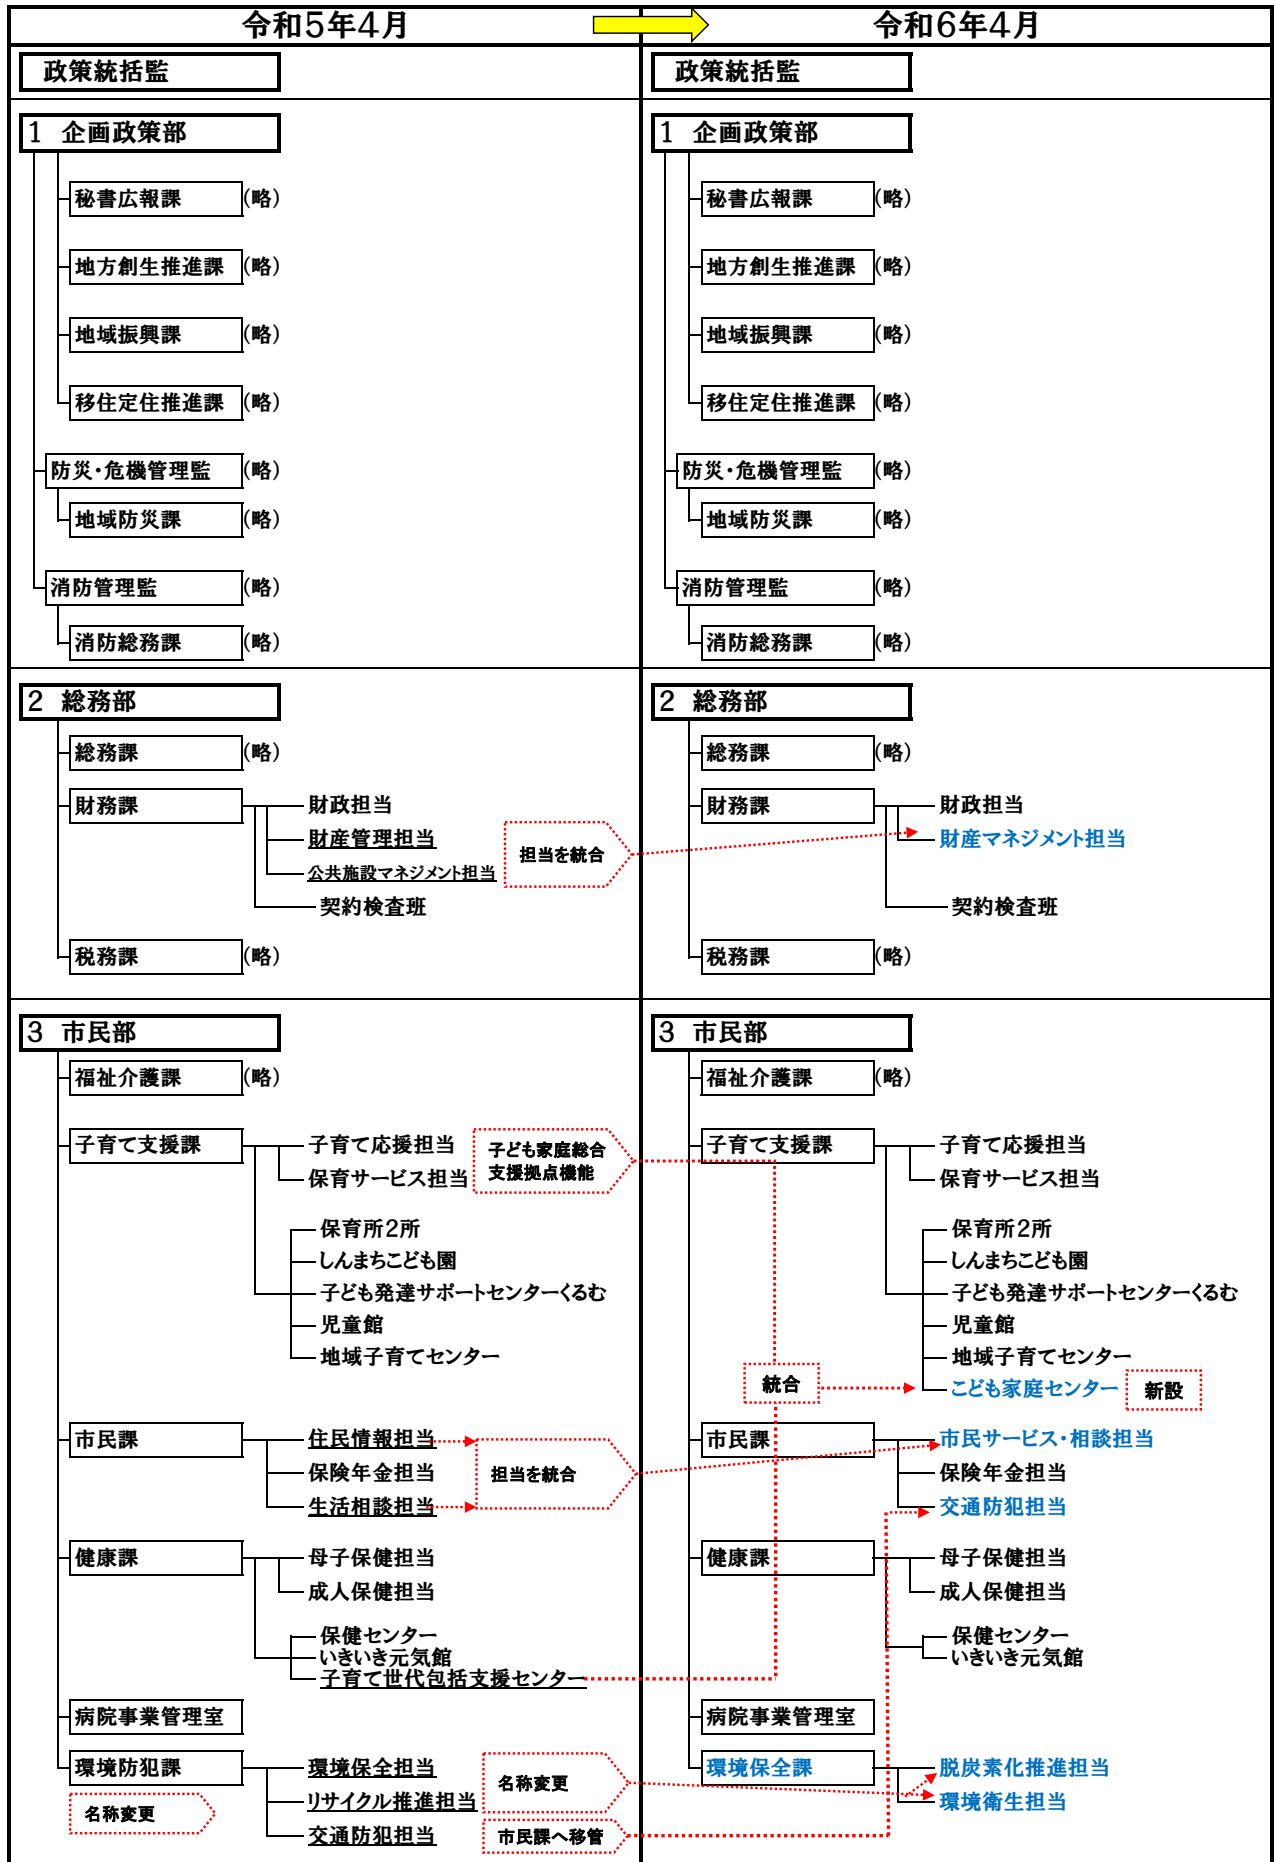 令和5年4月
令和6年4月
政策統括監
政策統括監
1 企画政策部
1 企画政策部
秘書広報課 (略)
秘書広報課 (略)
地方創生推進課 (略)
地方創生推進課 (略)
地域振興課 (略)
地域振興課 (略)
移住定住推進課 (略)
移住定住推進課 (略)
防災・危機管理監 (略)
防災・危機管理監 (略)
地域防災課 (略)
地域防災課 (略)
消防管理監 (略)
消防管理監 (略)
消防総務課 (略)
消防総務課 (略)
2 総務部
2 総務部
総務課 (略)
総務課 (略)
財務課
財政担当
財務課
財政担当
財産管理担当
担当を統合
財産マネジメント担当
公共施設マネジメント担当
契約検査班
契約検査班
税務課 (略)
税務課 (略)
3 市民部
3 市民部
福祉介護課 (略)
福祉介護課 (略)
子育て支援課
子育て応援担当
子ども家庭総合
支援拠点機能
子育て支援課
子育て応援担当
保育サービス担当
保育サービス担当
保育所2所
保育所2所
しんまちこども園
しんまちこども園
子ども発達サポートセンターくるむ
子ども発達サポートセンターくるむ
児童館
児童館
地域子育てセンター
地域子育てセンター
統合
こども家庭センター
新設
市民課
住民情報担当
市民課
市民サービス・相談担当
保険年金担当
担当を統合
保険年金担当
生活相談担当
交通防犯担当
健康課
母子保健担当
健康課
母子保健担当
成人保健担当
成人保健担当
保健センター
保健センター
いきいき元気館
いきいき元気館
子育て世代包括支援センター
病院事業管理室
病院事業管理室
環境防犯課
環境保全担当
環境保全課
脱炭素化推進担当
名称変更
リサイクル推進担当
環境衛生担当
名称変更
交通防犯担当
市民課へ移管